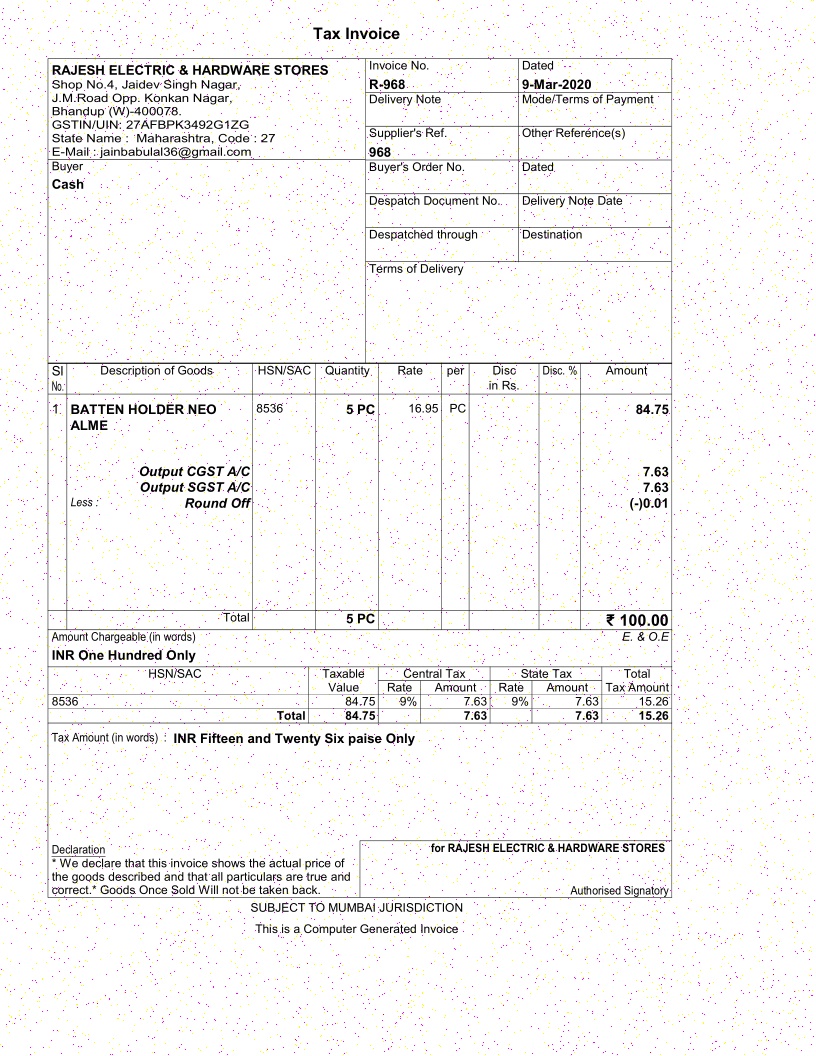 Tax Invoice
RAJESH ELECTRIC & HARDWARE STORES
Shop No.4, Jaidev Singh Nagar,
J.M.Road Opp. Konkan Nagar,
Bhandup (W)-400078.
GSTIN/UIN: 27AFBPK3492G1ZG
State Name : Maharashtra, Code : 27
E-Mail : jainbabulal36@gmail.com
Invoice No.
R-968
Dated
9-Mar-2020
Delivery Note
Mode/Terms of Payment
Supplier's Ref.
968
Other Reference(s)
Buyer
Cash
Buyer's Order No.
Dated
Despatch Document No.
Delivery Note Date
Despatched through
Destination
Terms of Delivery
Sl No. Description of Goods HSN/SAC Quantity Rate per Disc in Rs. Disc. % Amount
1 BATTEN HOLDER NEO 8536 5 PC 16.95 PC 84.75
ALME
Output CGST A/C 7.63
Output SGST A/C 7.63
Less : Round Off (-)0.01
Total 5 PC ₹ 100.00
Amount Chargeable (in words) E. & O.E
INR One Hundred Only
HSN/SAC Taxable Central Tax State Tax Total
Value Rate Amount Rate Amount Tax Amount
8536 84.75 9% 7.63 9% 7.63 15.26
Total 84.75 7.63 7.63 15.26
Tax Amount (in words) : INR Fifteen and Twenty Six paise Only
Declaration
* We declare that this invoice shows the actual price of
the goods described and that all particulars are true and
correct.* Goods Once Sold Will not be taken back.
for RAJESH ELECTRIC & HARDWARE STORES
Authorised Signatory
SUBJECT TO MUMBAI JURISDICTION
This is a Computer Generated Invoice